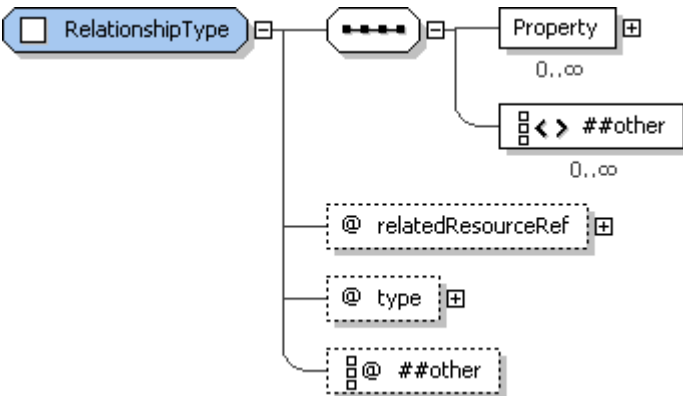 RelationshipType
Property
0..∞
##other
0..∞
@ relatedResourceRef
@ type
@ ##other